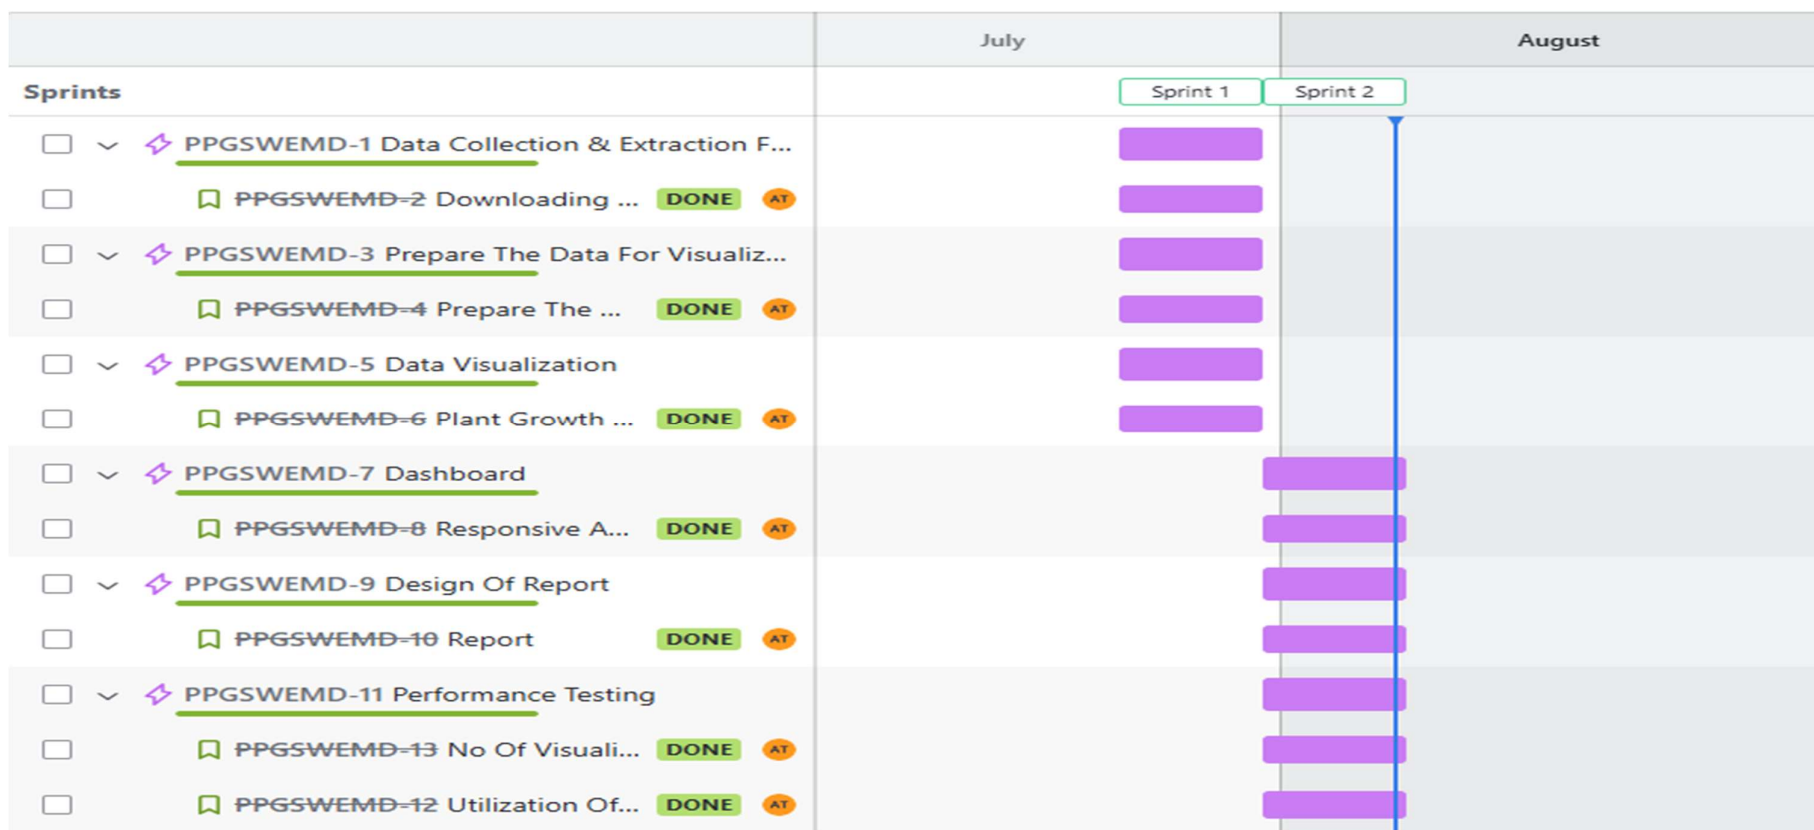 July August
Sprints Sprint 1 Sprint 2
PPGSWEMD-1 Data Collection & Extraction F...
PPGSWEMD-2 Downloading ... DONE AT
PPGSWEMD-3 Prepare The Data For Visualiz...
PPGSWEMD-4 Prepare The ... DONE AT
PPGSWEMD-5 Data Visualization
PPGSWEMD-6 Plant Growth ... DONE AT
PPGSWEMD-7 Dashboard
PPGSWEMD-8 Responsive A... DONE AT
PPGSWEMD-9 Design Of Report
PPGSWEMD-10 Report DONE AT
PPGSWEMD-11 Performance Testing
PPGSWEMD-13 No Of Visuali... DONE AT
PPGSWEMD-12 Utilization Of... DONE AT